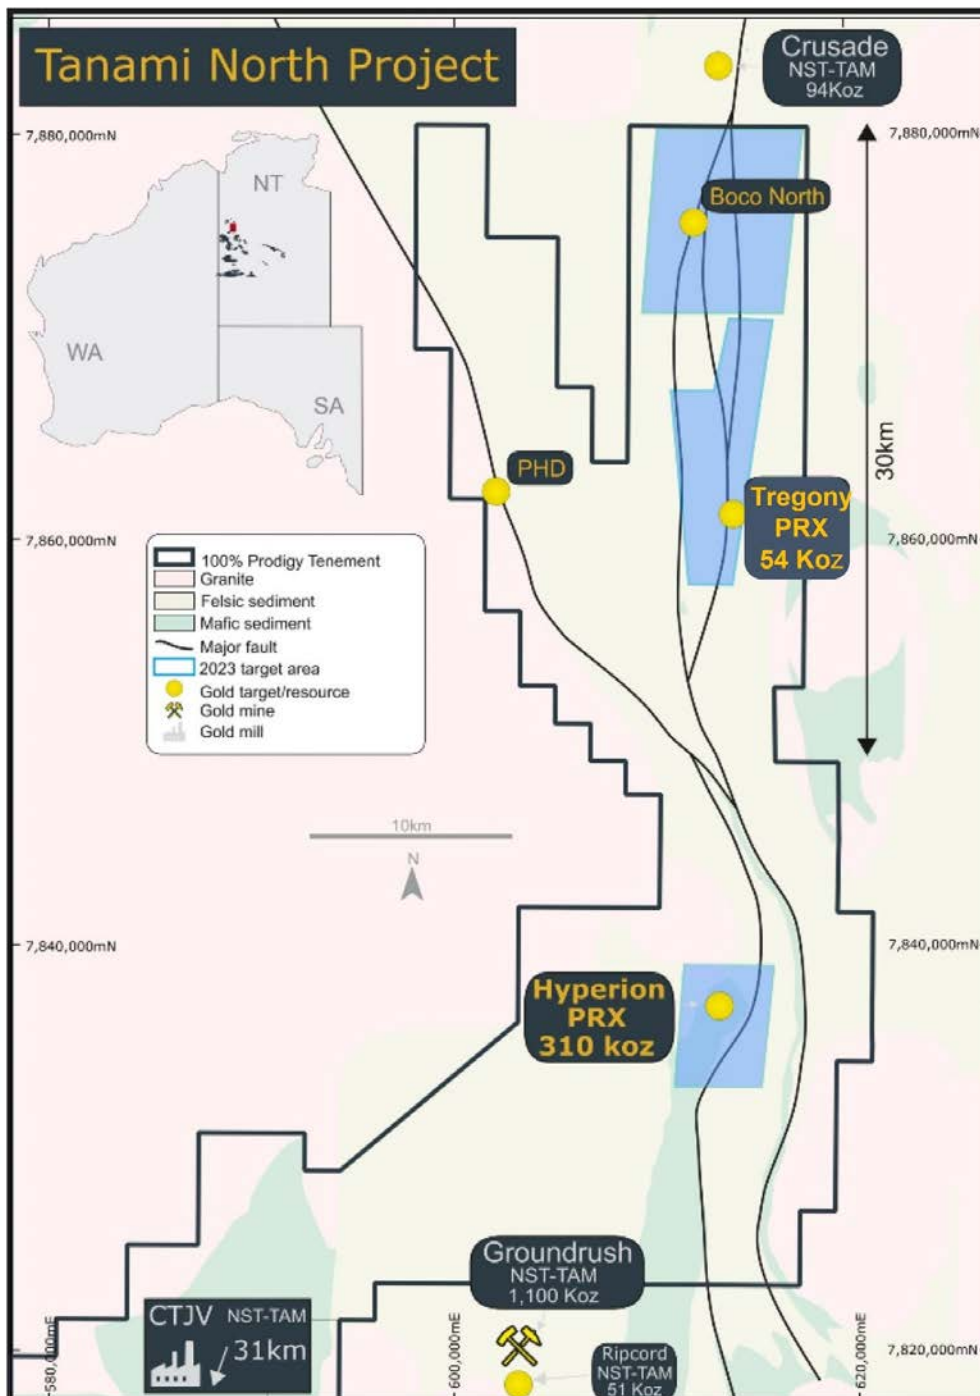 Tanami North Project
Crusade
NST-TAM
94Koz
7,880,000mN
7,880,000mN
NT
WA
SA
Boco North
PHD
30km
Tregony
PRX
54 Koz
7,860,000mN
7,860,000mN
100% Prodigy Tenement
Granite
Felsic sediment
Mafic sediment
Major fault
2023 target area
Gold target/resource
Gold mine
Gold mill
10km
N
7,840,000mN
7,840,000mN
Hyperion
PRX
310 koz
Groundrush
NST-TAM
1,100 Koz
CTJV NST-TAM
31km
Ripcord
NST-TAM
51 Koz
7,820,000mN
580,000mE
600,000mE
620,000mE